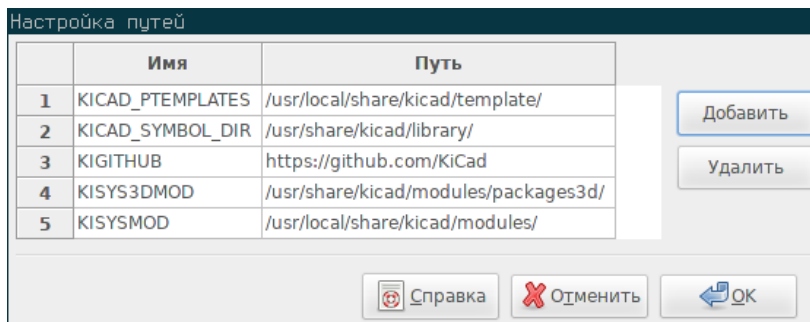 Настройка путей
Имя Путь
1 KICAD_PTEMPLATES /usr/local/share/kicad/template/
2 KICAD_SYMBOL_DIR /usr/share/kicad/library/
3 KIGITHUB https://github.com/KiCad
4 KISYS3DMOD /usr/share/kicad/modules/packages3d/
5 KISYSMOD /usr/local/share/kicad/modules/
Добавить
Удалить
Справка Отменить OK